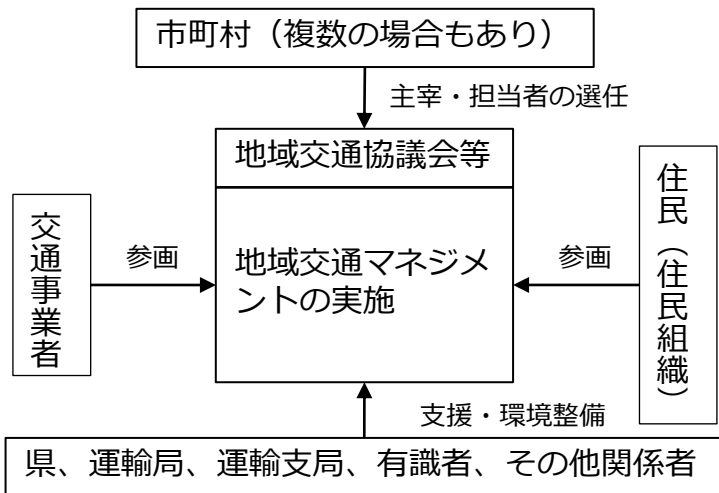 市町村（複数の場合もあり）
主宰・担当者の選任
地域交通協議会等
交通事業者
参画
地域交通マネジメ
ントの実施
参画
住民（住民組織）
支援・環境整備
県、運輸局、運輸支局、有識者、その他関係者